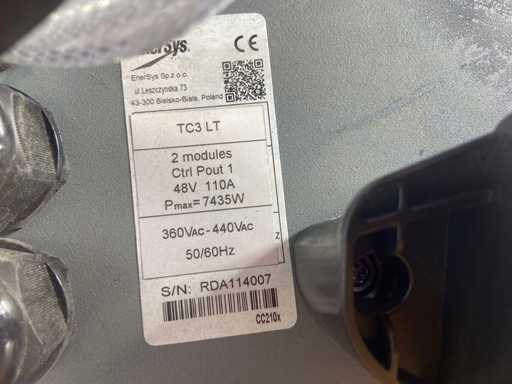 EnerSys
EnerSys Sp.z o.o.
ul. Leszczyńska 73
43-300 Bielsko-Biała, Poland
CE
TC3 LT
2 modules
Ctrl Pout 1
48V 110A
Pmax= 7435W
360VAC - 440VAC
50/60Hz
Z
S/N: RDA114007
CC210x